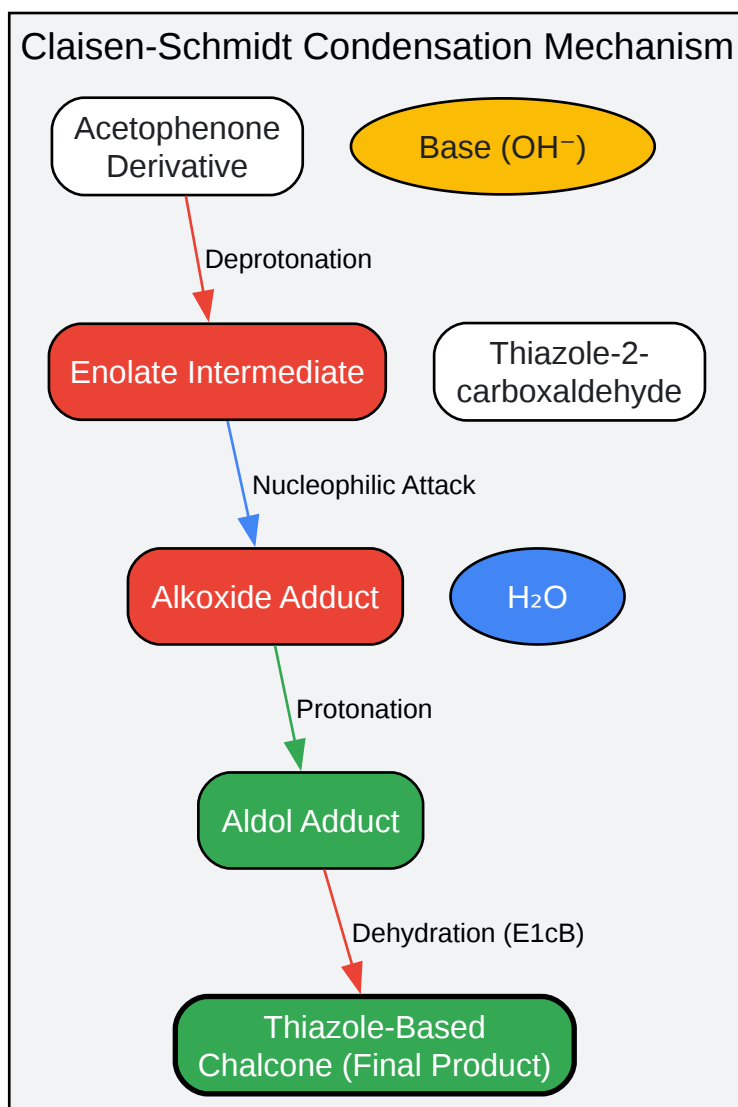 Claisen-Schmidt Condensation Mechanism
Acetophenone
Derivative
Base (OH⁻)
Deprotonation
Enolate Intermediate
Thiazole-2-
carboxaldehyde
Nucleophilic Attack
Alkoxide Adduct
H₂O
Protonation
Aldol Adduct
Dehydration (E1cB)
Thiazole-Based
Chalcone (Final Product)